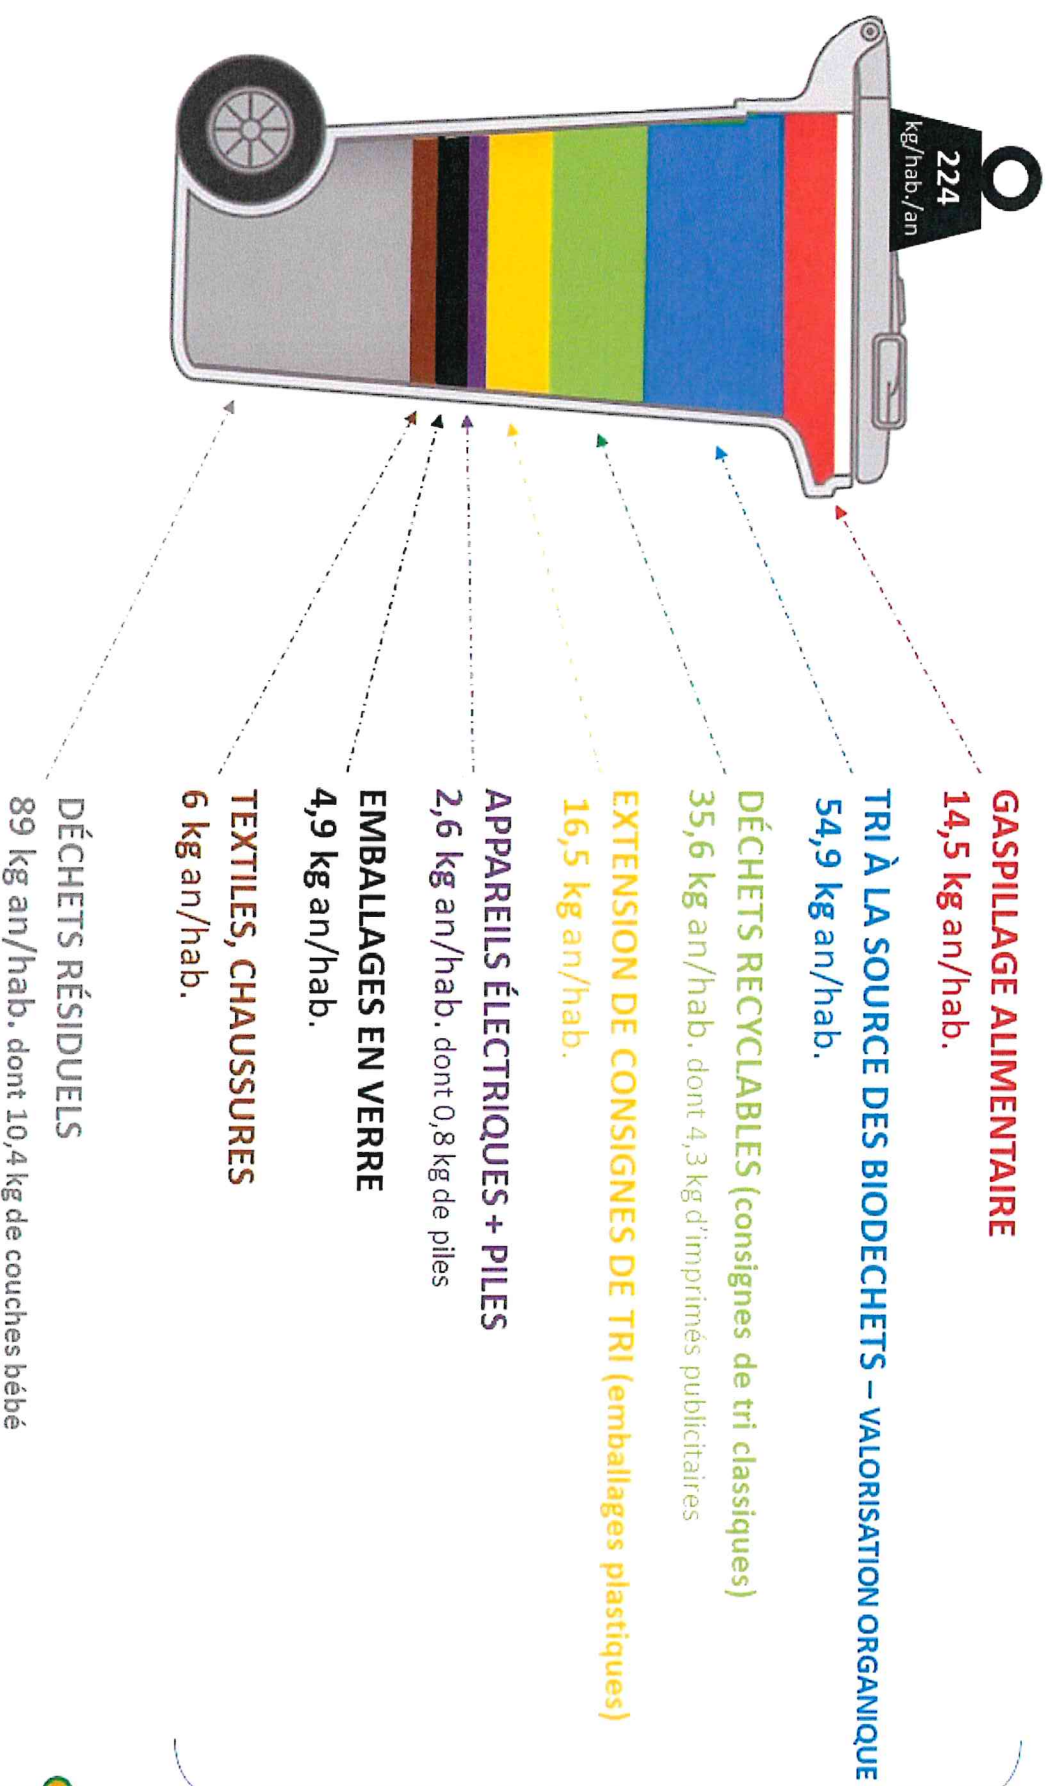 224
kg/hab./an
GASPILLAGE ALIMENTAIRE
14,5 kg an/hab.
TRI À LA SOURCE DES BIODECHETS – VALORISATION ORGANIQUE
54,9 kg an/hab.
DÉCHETS RECYCLABLES (consignes de tri classiques)
35,6 kg an/hab. dont 4,3 kg d'imprimés publicitaires
EXTENSION DE CONSIGNES DE TRI (emballages plastiques)
16,5 kg an/hab.
APPAREILS ÉLECTRIQUES + PILES
2,6 kg an/hab. dont 0,8 kg de piles
EMBALLAGES EN VERRE
4,9 kg an/hab.
TEXTILES, CHAUSSURES
6 kg an/hab.
DÉCHETS RÉSIDUELS
89 kg an/hab. dont 10,4 kg de couches bébé